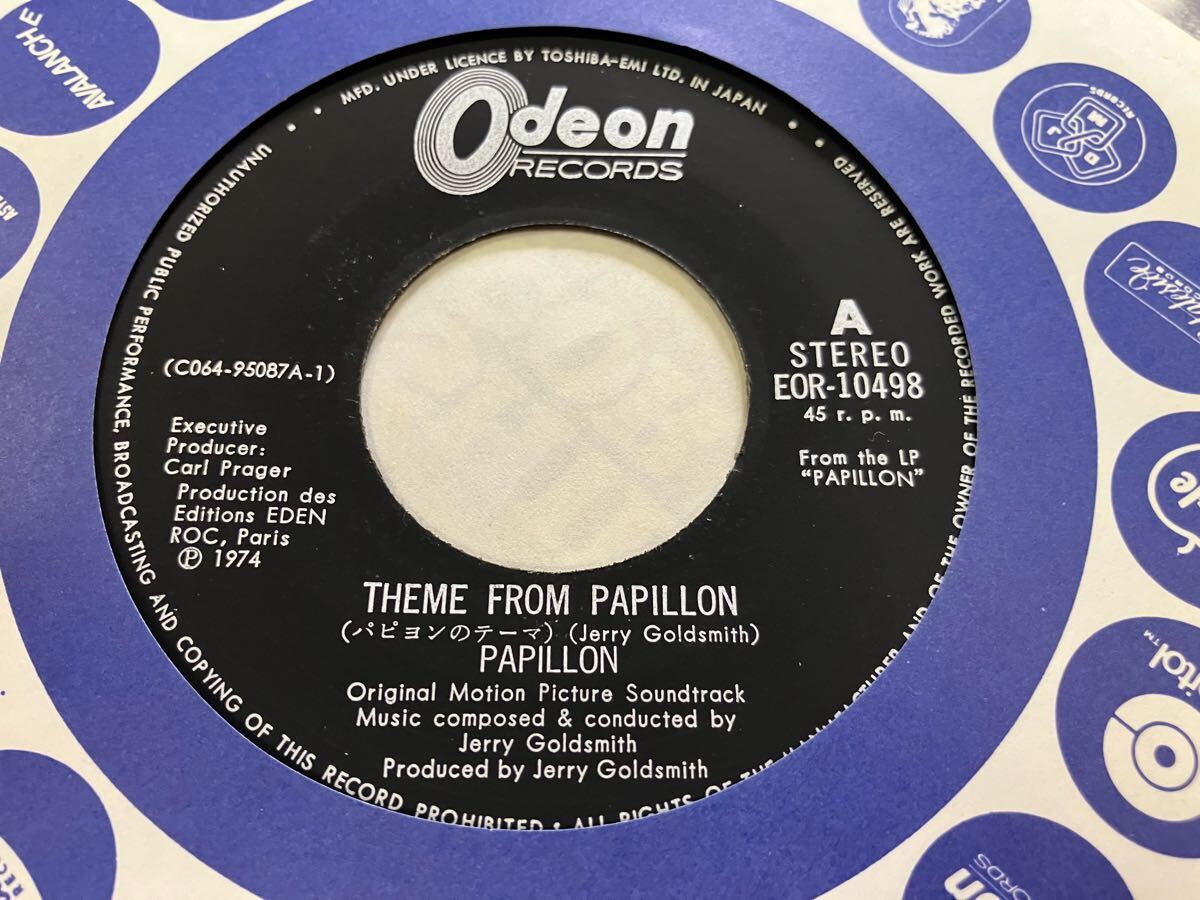 MFD. UNDER LICENCE BY TOSHIBA-EMI LTD. IN JAPAN
Odeon
RECORDS
A
STEREO
EOR-10498
45 r. p. m.
From the LP
"PAPILLON"
(C064-95087A-1)
Executive
Producer:
Carl Prager
Production des
Editions EDEN
ROC, Paris
Ⓟ 1974
THEME FROM PAPILLON
(パピヨンのテーマ) (Jerry Goldsmith)
PAPILLON
Original Motion Picture Soundtrack
Music composed & conducted by
Jerry Goldsmith
Produced by Jerry Goldsmith
UNAUTHORIZED PUBLIC PERFORMANCE, BROADCASTING AND COPYING OF THIS RECORD PROHIBITED • ALL RIGHTS OF THE
AND OF THE OWNER OF THE RECORDED WORK ARE RESERVED
AVALANCHE
RECORDS